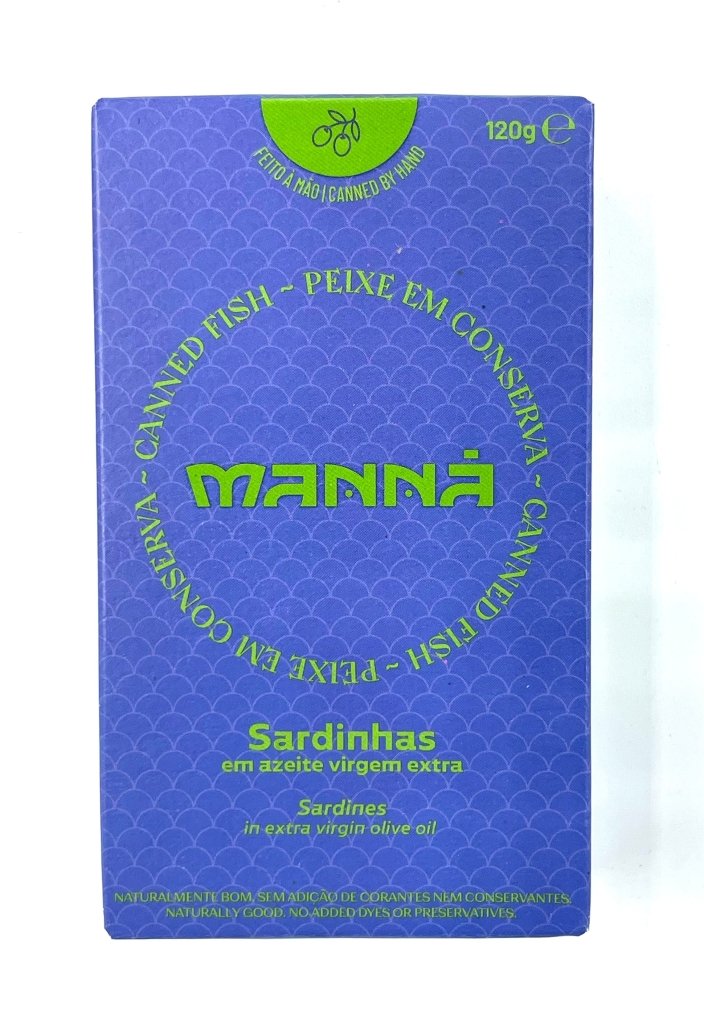 120g ℮
FEITO À MÃO | CANNED BY HAND
CANNED FISH ~ PEIXE EM CONSERVA ~ CANNED FISH ~ PEIXE EM CONSERVA ~
MANNÁ
Sardinhas
em azeite virgem extra
Sardines
in extra virgin olive oil
NATURALMENTE BOM. SEM ADIÇÃO DE CORANTES NEM CONSERVANTES.
NATURALLY GOOD. NO ADDED DYES OR PRESERVATIVES.